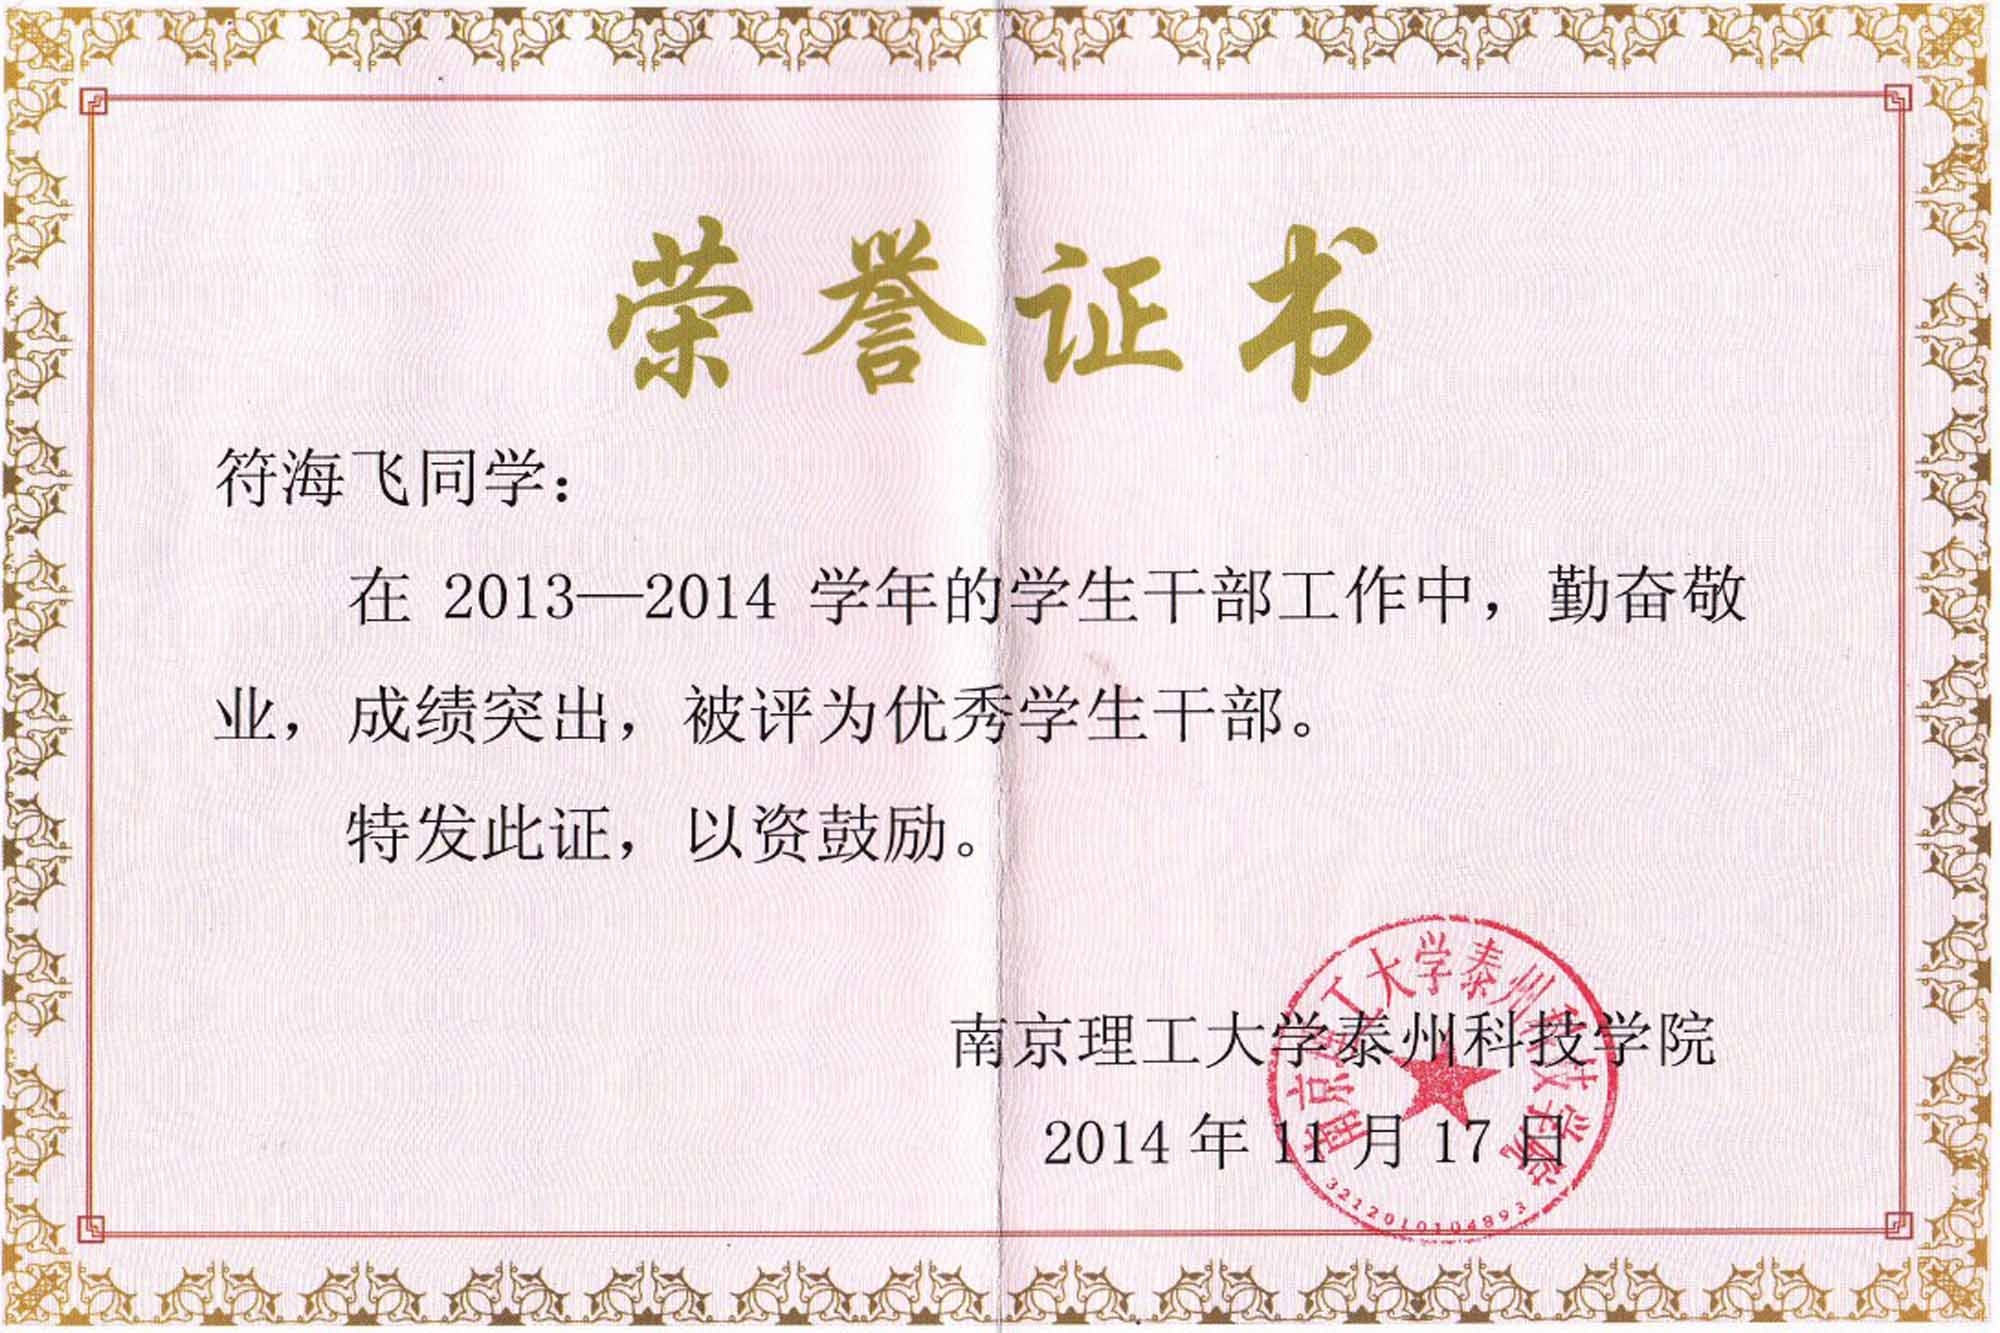 荣誉证书
符海飞同学：
在 2013—2014 学年的学生干部工作中，勤奋敬
业，成绩突出，被评为优秀学生干部。
特发此证，以资鼓励。
南京理工大学泰州科技学院
2014 年 11 月 17 日
南京理工大学泰州科技学院
3212010104893